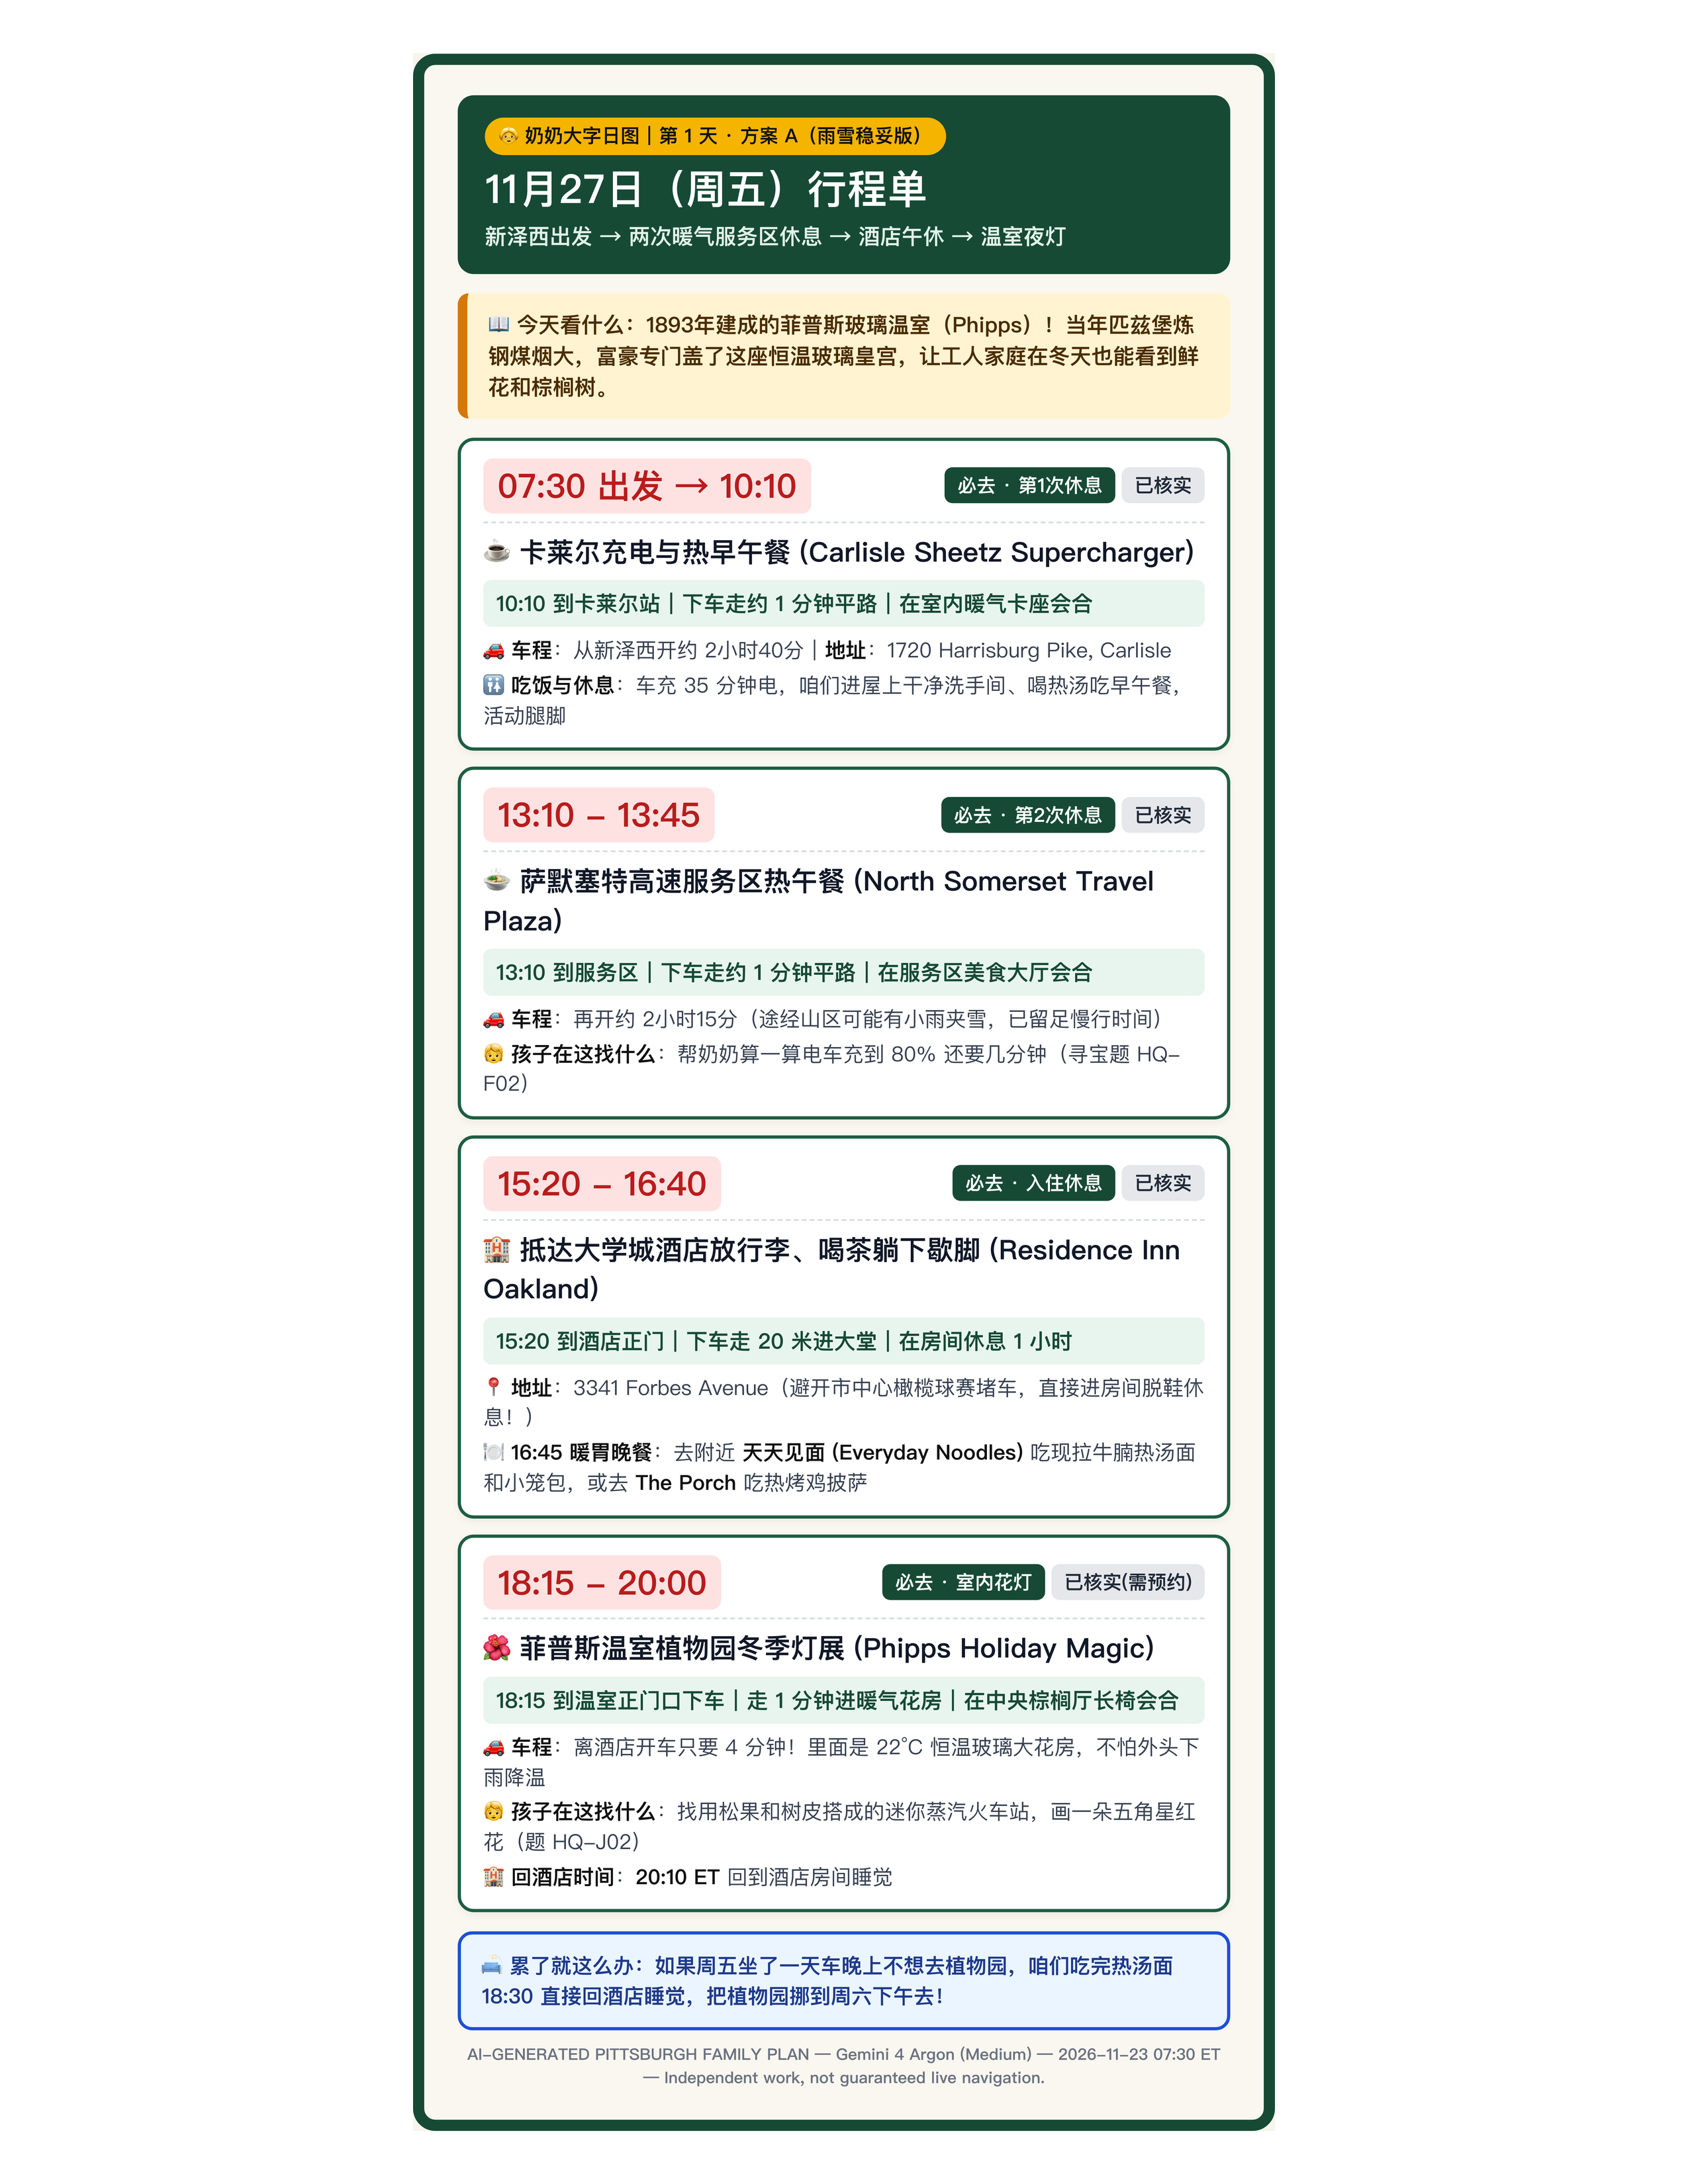 👵 奶奶大字日图｜第 1 天 · 方案 A（雨雪稳妥版）
11月27日（周五）行程单
新泽西出发 → 两次暖气服务区休息 → 酒店午休 → 温室夜灯
📖 今天看什么：1893年建成的菲普斯玻璃温室（Phipps）！当年匹兹堡炼
钢煤烟大，富豪专门盖了这座恒温玻璃皇宫，让工人家庭在冬天也能看到鲜
花和棕榈树。
07:30 出发 → 10:10
必去 · 第1次休息
已核实
☕ 卡莱尔充电与热早午餐 (Carlisle Sheetz Supercharger)
10:10 到卡莱尔站｜下车走约 1 分钟平路｜在室内暖气卡座会合
🚗 车程：从新泽西开约 2小时40分｜地址：1720 Harrisburg Pike, Carlisle
🚻 吃饭与休息：车充 35 分钟电，咱们进屋上干净洗手间、喝热汤吃早午餐，
活动腿脚
13:10 – 13:45
必去 · 第2次休息
已核实
🍲 萨默塞特高速服务区热午餐 (North Somerset Travel
Plaza)
13:10 到服务区｜下车走约 1 分钟平路｜在服务区美食大厅会合
🚗 车程：再开约 2小时15分（途经山区可能有小雨夹雪，已留足慢行时间）
🧒 孩子在这找什么：帮奶奶算一算电车充到 80% 还要几分钟（寻宝题 HQ-
F02）
15:20 – 16:40
必去 · 入住休息
已核实
🏨 抵达大学城酒店放行李、喝茶躺下歇脚 (Residence Inn
Oakland)
15:20 到酒店正门｜下车走 20 米进大堂｜在房间休息 1 小时
📍 地址：3341 Forbes Avenue（避开市中心橄榄球赛堵车，直接进房间脱鞋休
息！）
🍽️ 16:45 暖胃晚餐：去附近 天天见面 (Everyday Noodles) 吃现拉牛腩热汤面
和小笼包，或去 The Porch 吃热烤鸡披萨
18:15 – 20:00
必去 · 室内花灯
已核实(需预约)
🌺 菲普斯温室植物园冬季灯展 (Phipps Holiday Magic)
18:15 到温室正门口下车｜走 1 分钟进暖气花房｜在中央棕榈厅长椅会合
🚗 车程：离酒店开车只要 4 分钟！里面是 22°C 恒温玻璃大花房，不怕外头下
雨降温
🧒 孩子在这找什么：找用松果和树皮搭成的迷你蒸汽火车站，画一朵五角星红
花（题 HQ-J02）
🏨 回酒店时间：20:10 ET 回到酒店房间睡觉
🛋️ 累了就这么办：如果周五坐了一天车晚上不想去植物园，咱们吃完热汤面
18:30 直接回酒店睡觉，把植物园挪到周六下午去！
AI-GENERATED PITTSBURGH FAMILY PLAN — Gemini 4 Argon (Medium) — 2026-11-23 07:30 ET
— Independent work, not guaranteed live navigation.